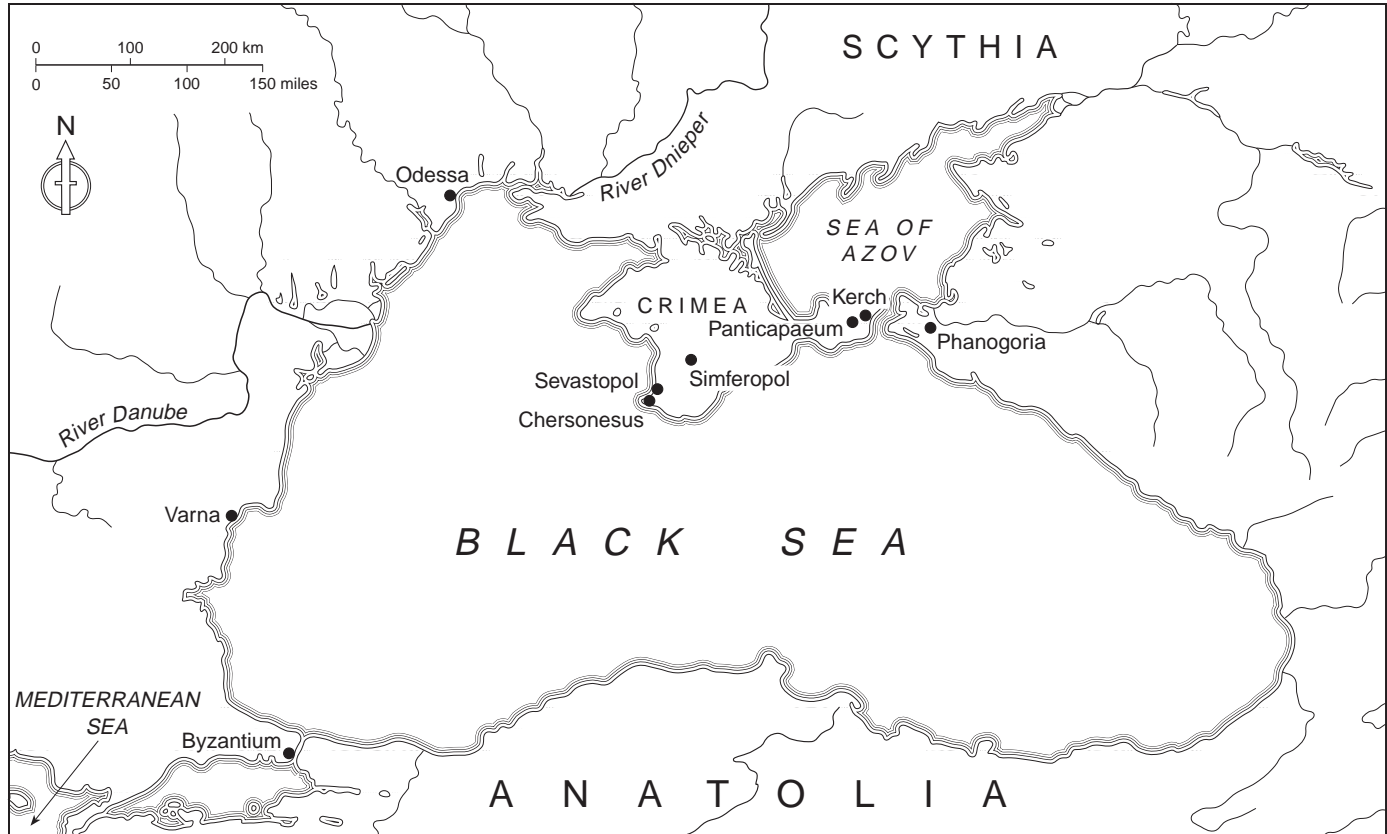 SCYTHIA
0 100 200 km
0 50 100 150 miles
N
River Dnieper
Odessa
SEA OF
AZOV
CRIMEA
Kerch
Panticapaeum
Phanogoria
Simferopol
Sevastopol
Chersonesus
River Danube
Varna
BLACK SEA
MEDITERRANEAN
SEA
Byzantium
ANATOLIA